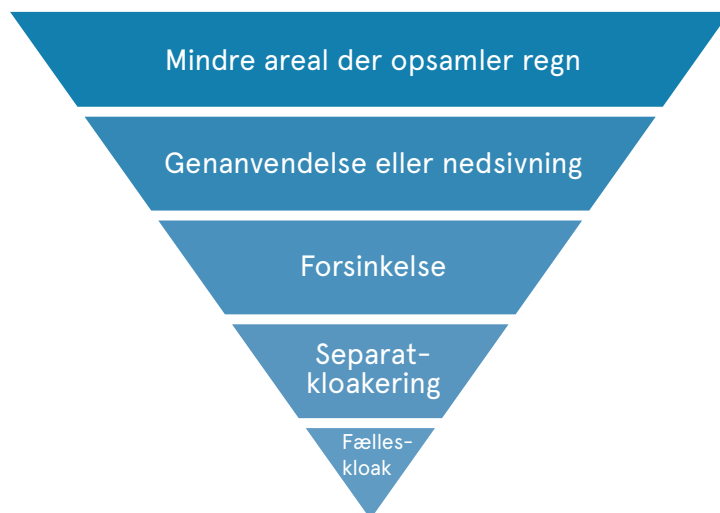 Mindre areal der opsamler regn
Genanvendelse eller nedsivning
Forsinkelse
Separat-
kloakering
Fælles-
kloak